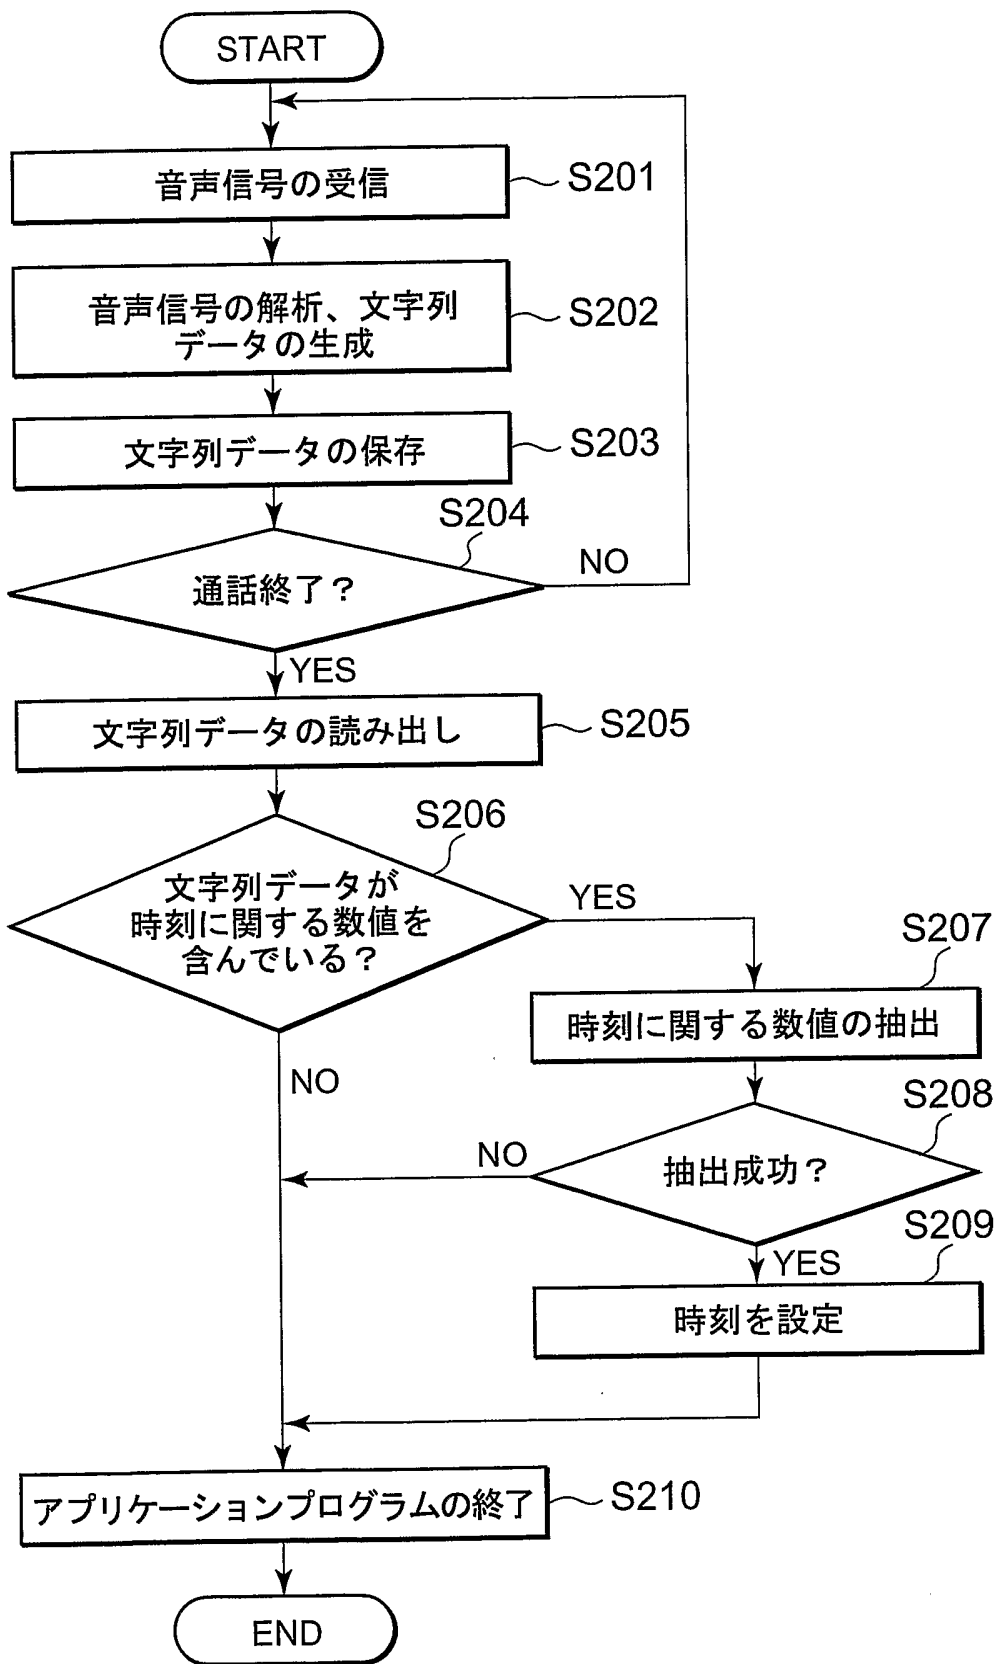 START
音声信号の受信
S201
音声信号の解析、文字列
データの生成
S202
文字列データの保存
S203
S204
通話終了？
NO
YES
文字列データの読み出し
S205
S206
文字列データが
時刻に関する数値を
含んでいる？
YES
NO
S207
時刻に関する数値の抽出
S208
抽出成功？
NO
YES
S209
時刻を設定
アプリケーションプログラムの終了
S210
END